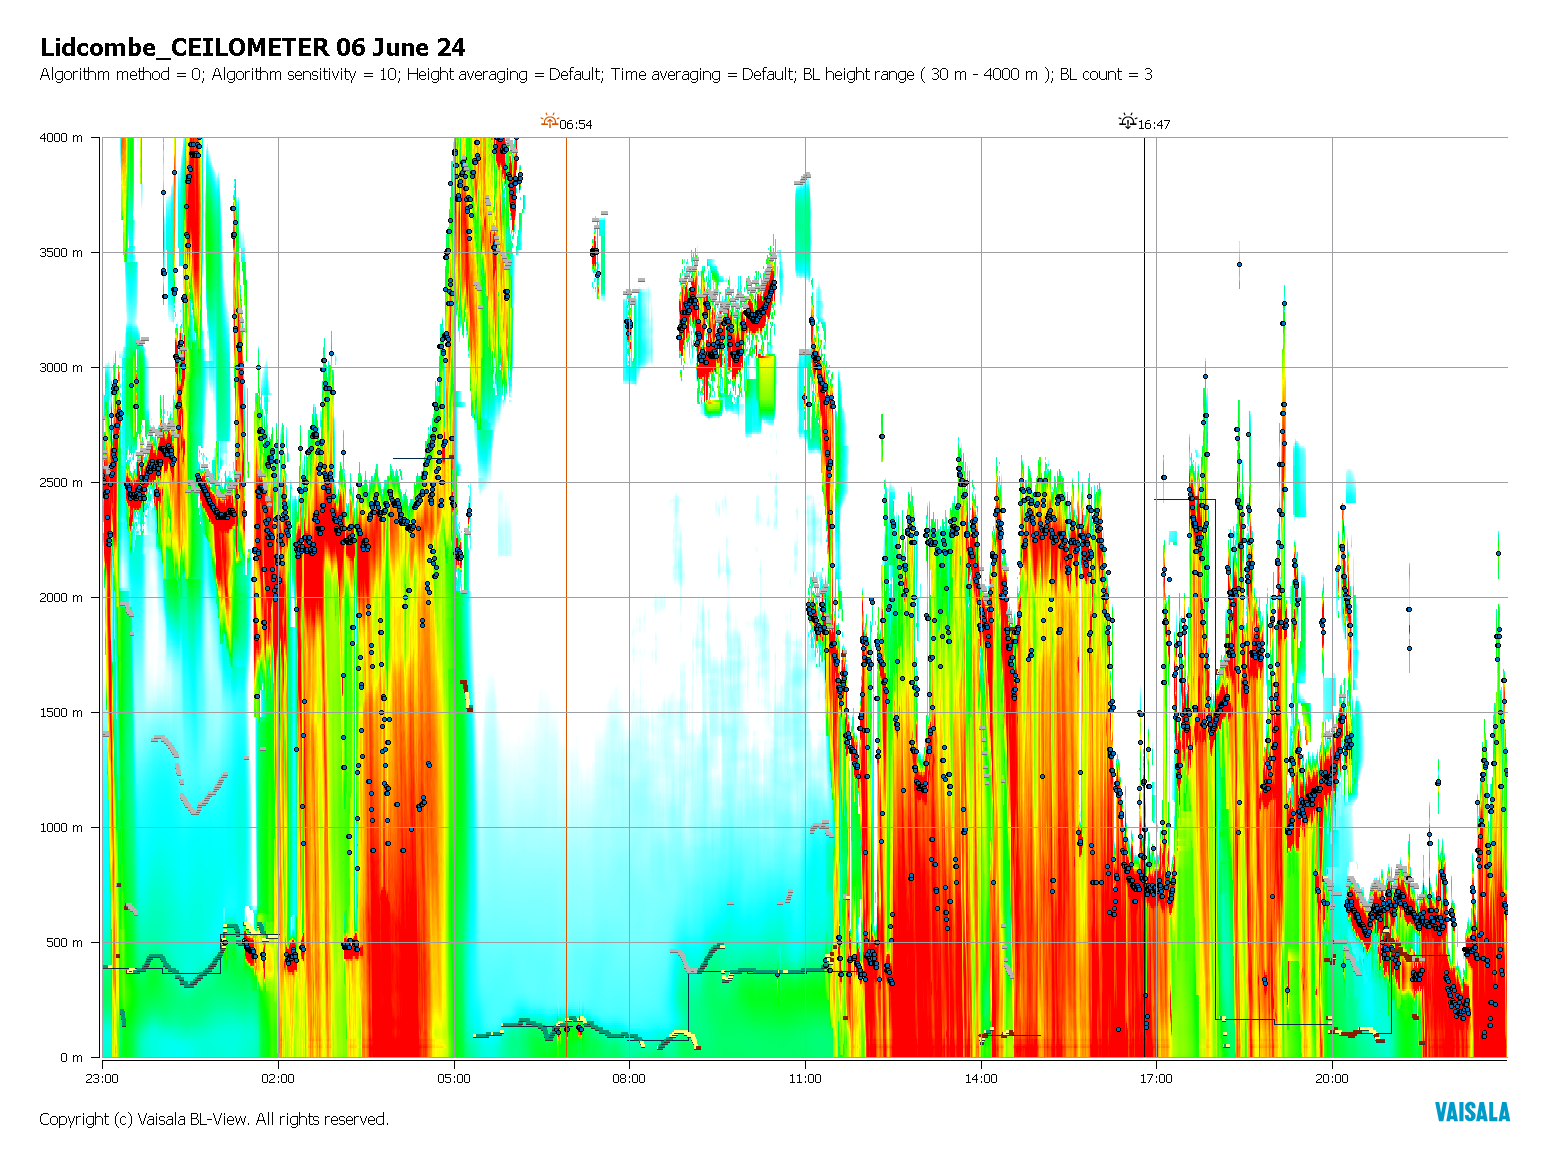 Lidcombe_CEILOMETER 06 June 24
Algorithm method = 0; Algorithm sensitivity = 10; Height averaging = Default; Time averaging = Default; BL height range ( 30 m - 4000 m ); BL count = 3
06:54
16:47
4000 m
3500 m
3000 m
2500 m
2000 m
1500 m
1000 m
500 m
0 m
23:00 02:00 05:00 08:00 11:00 14:00 17:00 20:00
Copyright (c) Vaisala BL-View. All rights reserved.
VAISALA